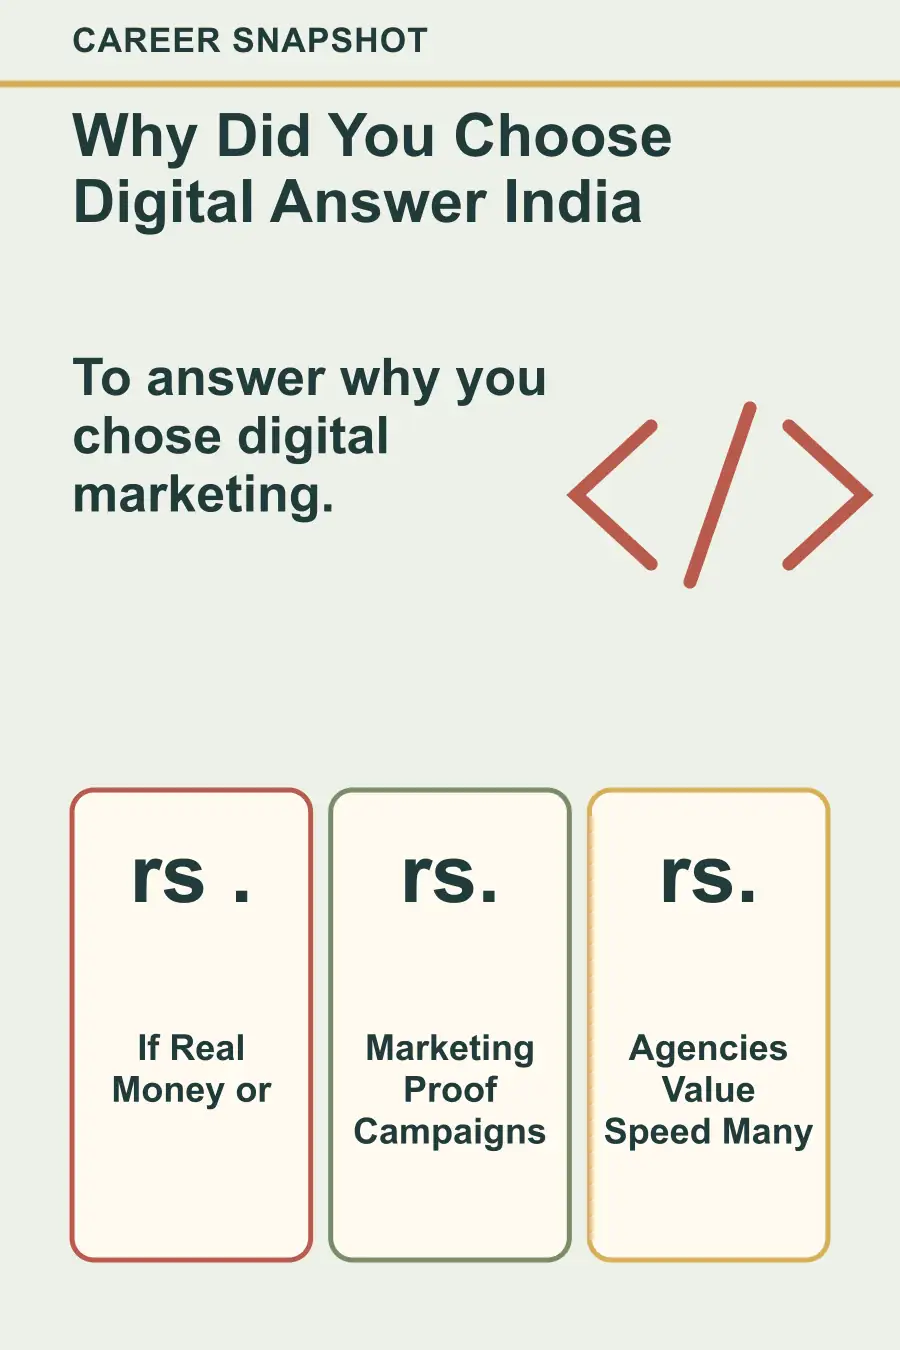 CAREER SNAPSHOT
Why Did You Choose
Digital Answer India
To answer why you
chose digital
marketing.
rs .
If Real
Money or
rs.
Marketing
Proof
Campaigns
rs.
Agencies
Value
Speed Many